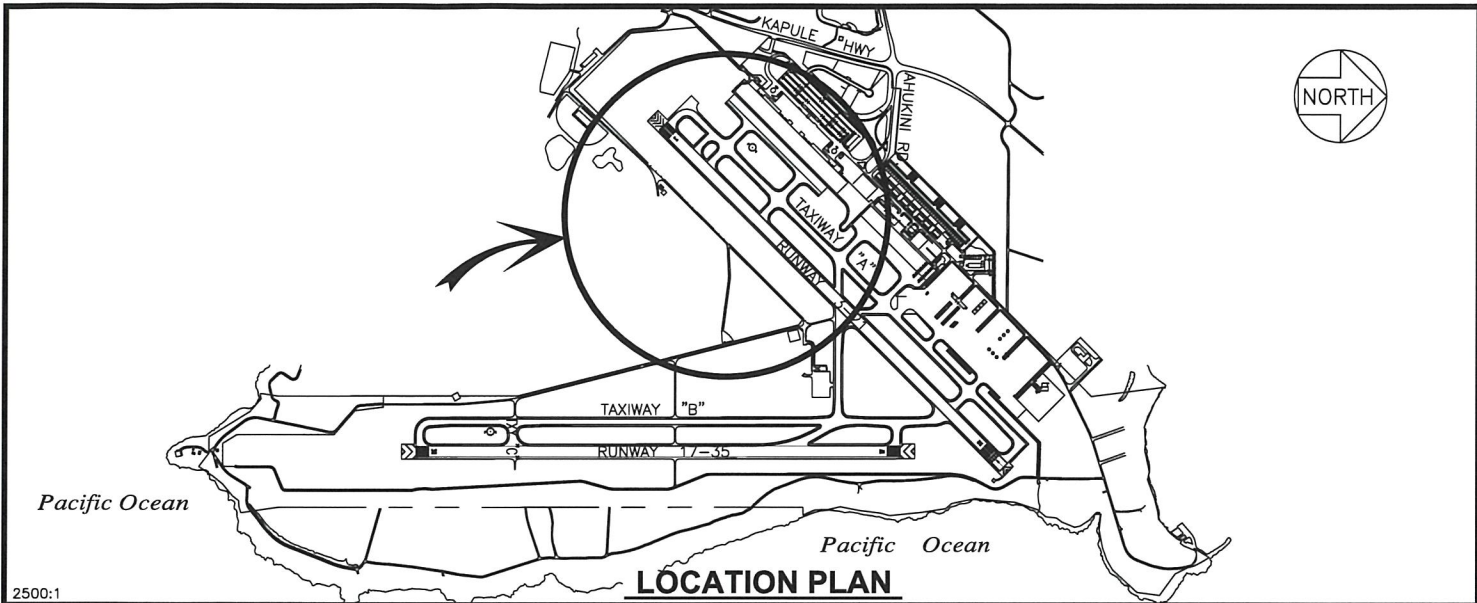 KAPULE HWY
AHUKINI RD
NORTH
TAXIWAY "A"
RUNWAY
TAXIWAY "B"
"C"
RUNWAY 17-35
Pacific Ocean
Pacific Ocean
LOCATION PLAN
2500:1